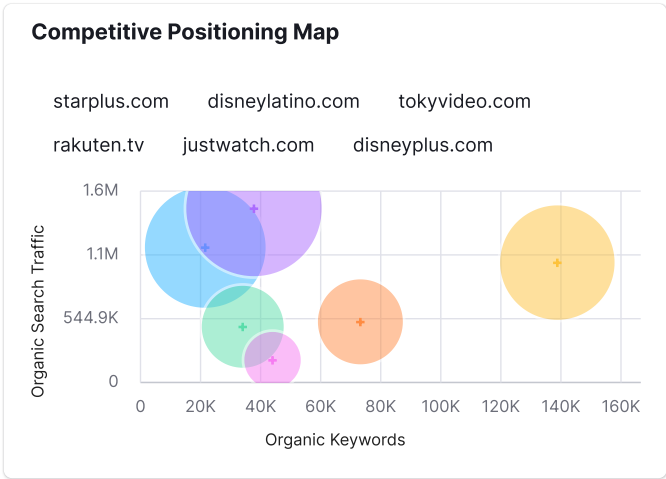 Competitive Positioning Map
starplus.com disneylatino.com tokyvideo.com
rakuten.tv justwatch.com disneyplus.com
Organic Search Traffic
1.6M
1.1M
544.9K
0
0 20K 40K 60K 80K 100K 120K 140K 160K
Organic Keywords